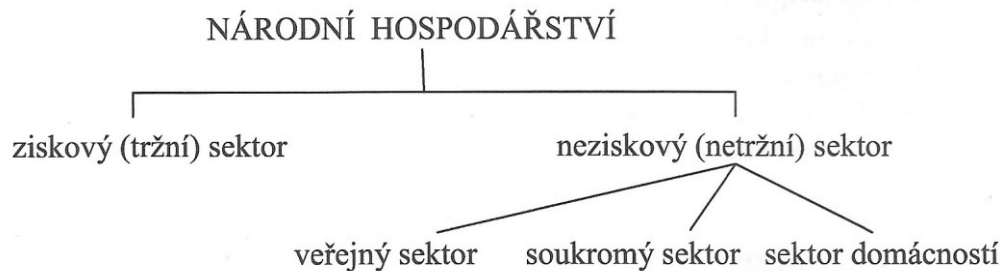 NÁRODNÍ HOSPODÁŘSTVÍ
ziskový (tržní) sektor neziskový (netržní) sektor
veřejný sektor soukromý sektor sektor domácností